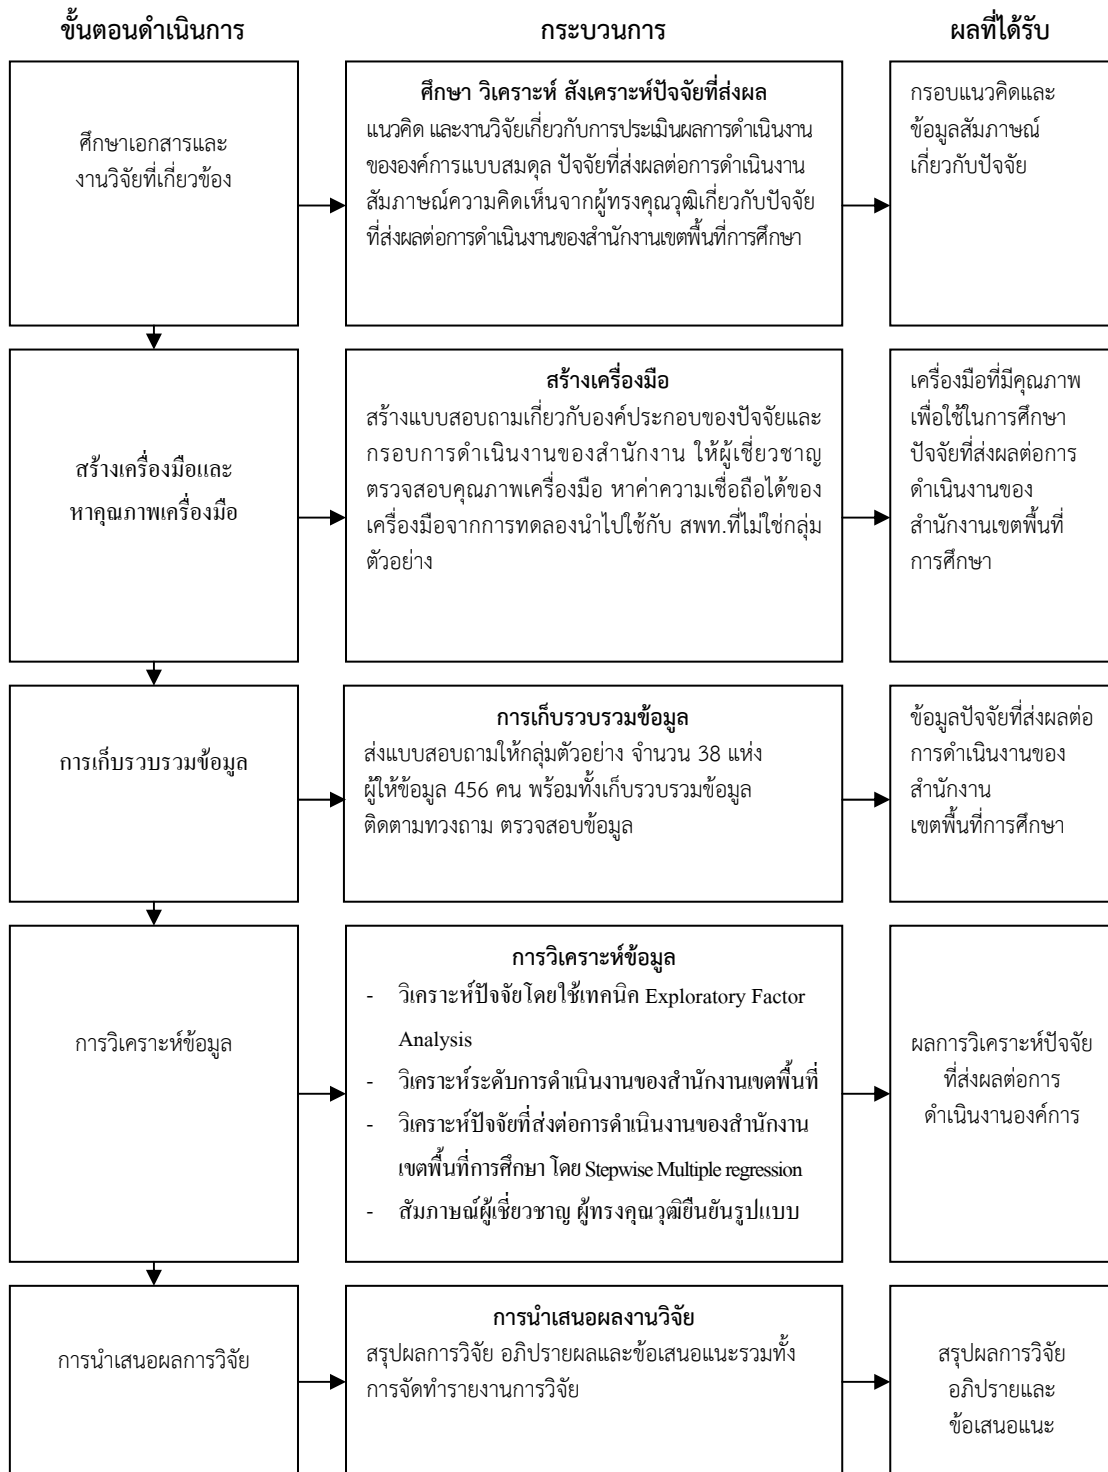 ขั้นตอนดำเนินการ
กระบวนการ
ผลที่ได้รับ
ศึกษาเอกสารและ
งานวิจัยที่เกี่ยวข้อง
ศึกษา วิเคราะห์ สังเคราะห์ปัจจัยที่ส่งผล
แนวคิด และงานวิจัยเกี่ยวกับการประเมินผลการดำเนินงาน
ขององค์การแบบสมดุล ปัจจัยที่ส่งผลต่อการดำเนินงาน
สัมภาษณ์ความคิดเห็นจากผู้ทรงคุณวุฒิเกี่ยวกับปัจจัย
ที่ส่งผลต่อการดำเนินงานของสำนักงานเขตพื้นที่การศึกษา
กรอบแนวคิดและ
ข้อมูลสัมภาษณ์
เกี่ยวกับปัจจัย
สร้างเครื่องมือและ
หาคุณภาพเครื่องมือ
สร้างเครื่องมือ
สร้างแบบสอบถามเกี่ยวกับองค์ประกอบของปัจจัยและ
กรอบการดำเนินงานของสำนักงาน ให้ผู้เชี่ยวชาญ
ตรวจสอบคุณภาพเครื่องมือ หาค่าความเชื่อถือได้ของ
เครื่องมือจากการทดลองนำไปใช้กับ สพท.ที่ไม่ใช่กลุ่ม
ตัวอย่าง
เครื่องมือที่มีคุณภาพ
เพื่อใช้ในการศึกษา
ปัจจัยที่ส่งผลต่อการ
ดำเนินงานของ
สำนักงานเขตพื้นที่
การศึกษา
การเก็บรวบรวมข้อมูล
การเก็บรวบรวมข้อมูล
ส่งแบบสอบถามให้กลุ่มตัวอย่าง จำนวน 38 แห่ง
ผู้ให้ข้อมูล 456 คน พร้อมทั้งเก็บรวบรวมข้อมูล
ติดตามทวงถาม ตรวจสอบข้อมูล
ข้อมูลปัจจัยที่ส่งผลต่อ
การดำเนินงานของ
สำนักงาน
เขตพื้นที่การศึกษา
การวิเคราะห์ข้อมูล
การวิเคราะห์ข้อมูล
- วิเคราะห์ปัจจัยโดยใช้เทคนิค Exploratory Factor
Analysis
- วิเคราะห์ระดับการดำเนินงานของสำนักงานเขตพื้นที่
- วิเคราะห์ปัจจัยที่ส่งต่อการดำเนินงานของสำนักงาน
เขตพื้นที่การศึกษา โดย Stepwise Multiple regression
- สัมภาษณ์ผู้เชี่ยวชาญ ผู้ทรงคุณวุฒิยืนยันรูปแบบ
ผลการวิเคราะห์ปัจจัย
ที่ส่งผลต่อการ
ดำเนินงานองค์การ
การนำเสนอผลการวิจัย
การนำเสนอผลงานวิจัย
สรุปผลการวิจัย อภิปรายผลและข้อเสนอแนะรวมทั้ง
การจัดทำรายงานการวิจัย
สรุปผลการวิจัย
อภิปรายและ
ข้อเสนอแนะ